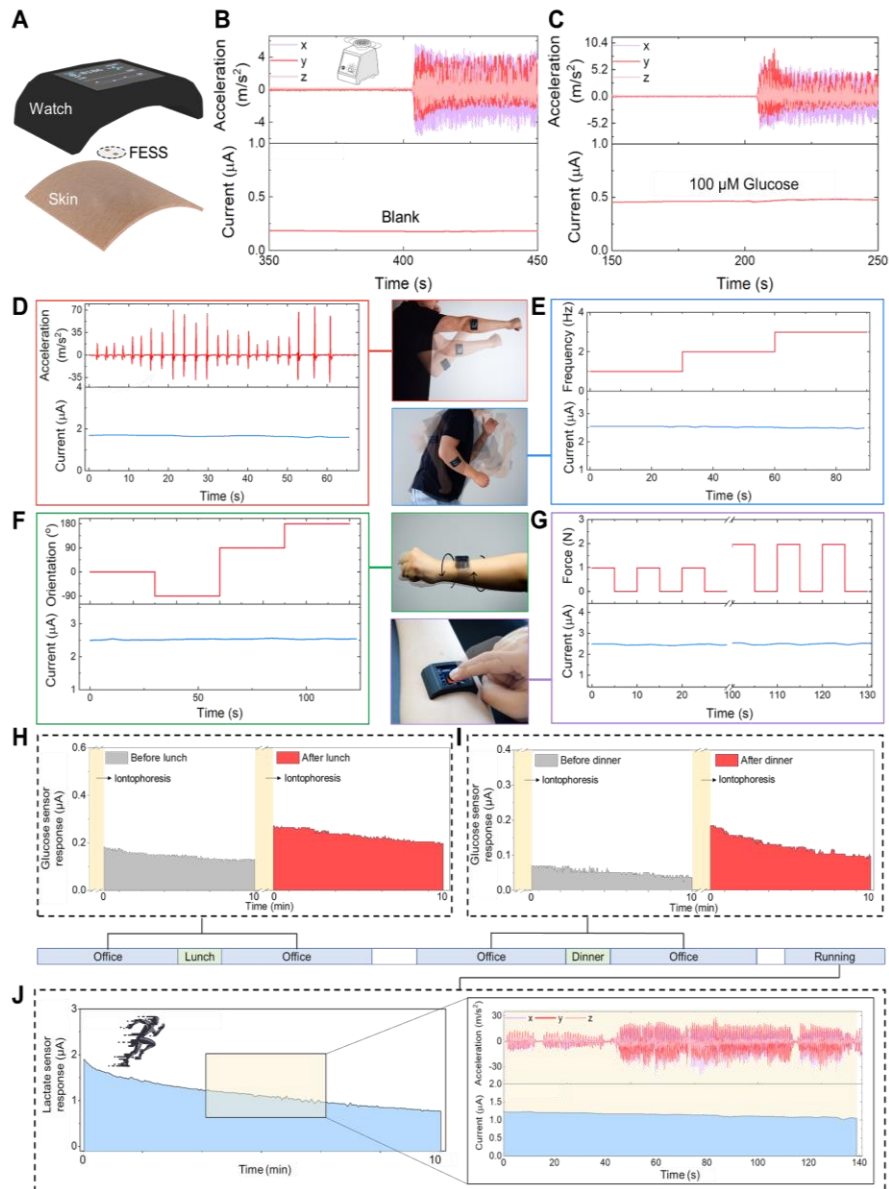 A
Watch
FESS
Skin
B
x
y
z
Acceleration (m/s²)
4
0
-4
Current (μA)
1.0
0.5
0.0
Blank
350
400
450
Time (s)
C
x
y
z
Acceleration (m/s²)
10.4
5.2
0.0
-5.2
Current (μA)
1.0
0.5
0.0
100 μM Glucose
150
200
250
Time (s)
D
Acceleration (m/s²)
70
35
0
-35
Current (μA)
4
2
0
0 10 20 30 40 50 60
Time (s)
E
Frequency (Hz)
4
2
0
Current (μA)
3
2
1
0 20 40 60 80
Time (s)
F
Orientation (°)
180
90
0
-90
Current (μA)
3
2
1
0 50 100
Time (s)
G
Force (N)
2
1
0
Current (μA)
4
3
2
1
0 10 20 100 110 120 130
Time (s)
H
Glucose sensor response (μA)
0.6
0.4
0.2
0.0
Before lunch
Iontophoresis
After lunch
Iontophoresis
0 10 0 10
Time (min)
I
Glucose sensor response (μA)
0.4
0.3
0.2
0.1
0.0
Before dinner
Iontophoresis
After dinner
Iontophoresis
0 10 0 10
Time (min)
Office Lunch Office Office Dinner Office Running
J
Lactate sensor response (μA)
3
2
1
0
0 10
Time (min)
x y z
Acceleration (m/s²)
30
0
-30
Current (μA)
2.0
1.5
1.0
0.5
0.0
0 20 40 60 80 100 120 140
Time (s)